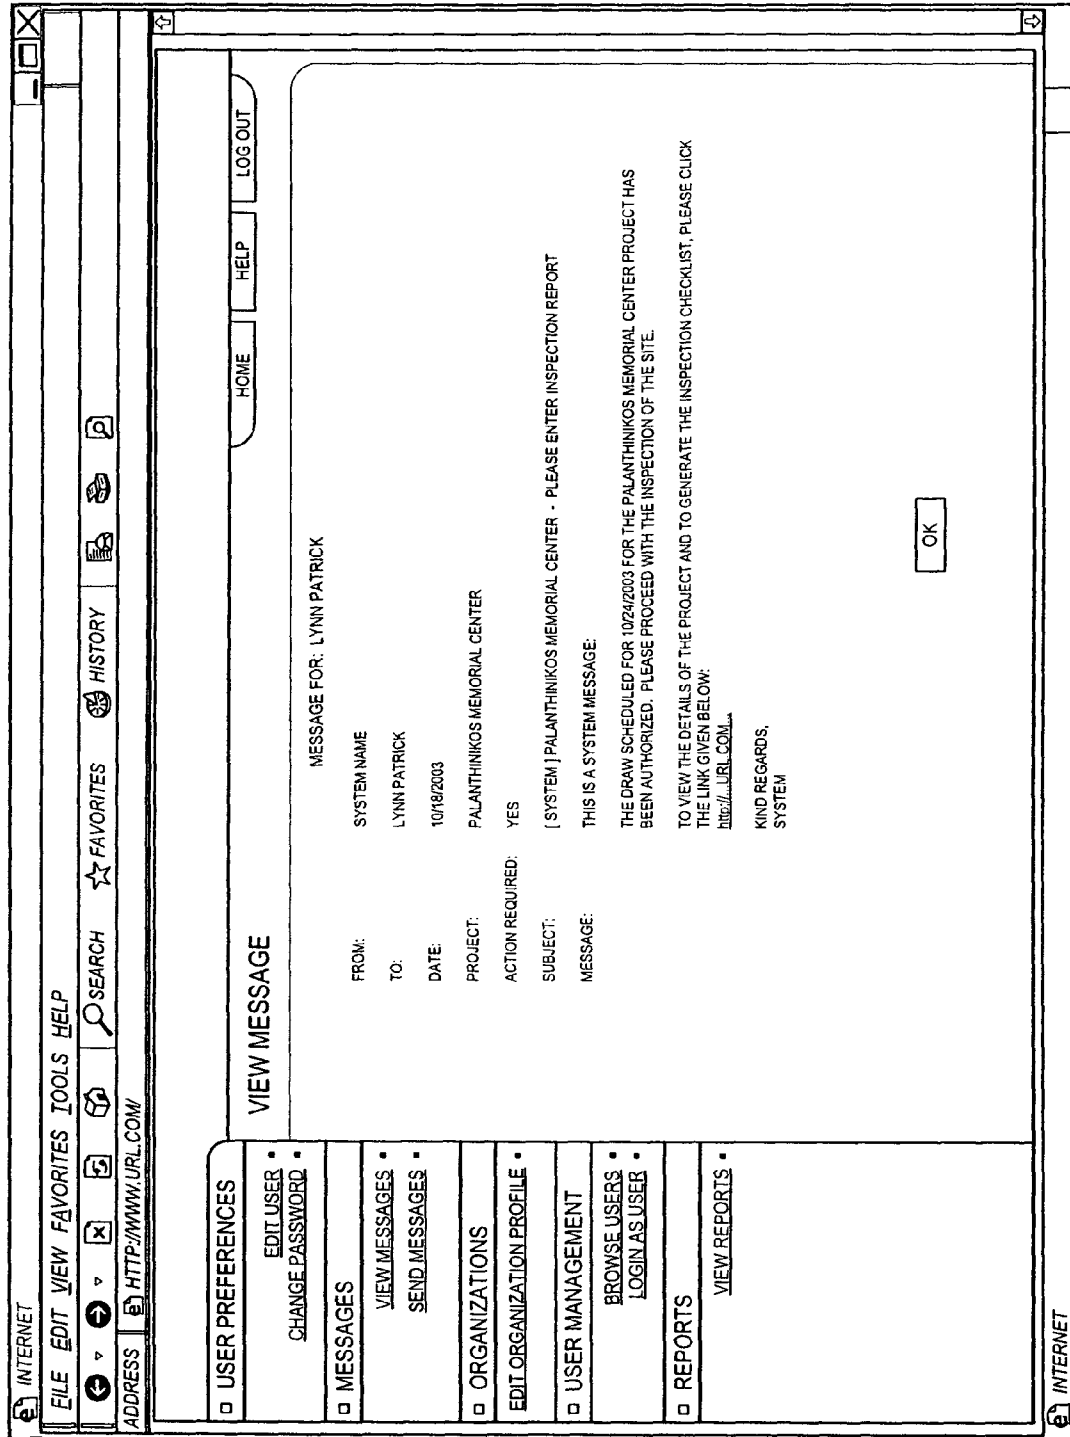 INTERNET
FILE EDIT VIEW FAVORITES TOOLS HELP
SEARCH FAVORITES HISTORY
ADDRESS HTTP://WWW.URL.COM/
HOME HELP LOG OUT
VIEW MESSAGE
USER PREFERENCES
EDIT USER
CHANGE PASSWORD
MESSAGES
VIEW MESSAGES
SEND MESSAGES
ORGANIZATIONS
EDIT ORGANIZATION PROFILE
USER MANAGEMENT
BROWSE USERS
LOGIN AS USER
REPORTS
VIEW REPORTS
MESSAGE FOR: LYNN PATRICK
FROM: SYSTEM NAME
TO: LYNN PATRICK
DATE: 10/18/2003
PROJECT: PALANTHINIKOS MEMORIAL CENTER
ACTION REQUIRED: YES
SUBJECT: [ SYSTEM ] PALANTHINIKOS MEMORIAL CENTER - PLEASE ENTER INSPECTION REPORT
MESSAGE: THIS IS A SYSTEM MESSAGE:
THE DRAW SCHEDULED FOR 10/24/2003 FOR THE PALANTHINIKOS MEMORIAL CENTER PROJECT HAS
BEEN AUTHORIZED. PLEASE PROCEED WITH THE INSPECTION OF THE SITE.
TO VIEW THE DETAILS OF THE PROJECT AND TO GENERATE THE INSPECTION CHECKLIST, PLEASE CLICK
THE LINK GIVEN BELOW:
http://...URL.COM...
KIND REGARDS,
SYSTEM
OK
INTERNET